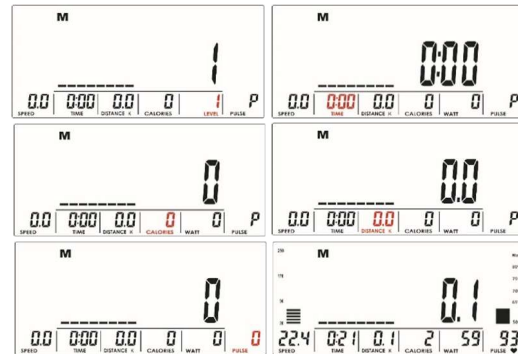 M
1
0.0 0:00 0.0 0 1 P
SPEED TIME DISTANCE K CALORIES LEVEL PULSE
M
0:00
0.0 0:00 0.0 0 0 P
SPEED TIME DISTANCE K CALORIES WATT PULSE
M
0
0.0 0:00 0.0 0 0 P
SPEED TIME DISTANCE K CALORIES WATT PULSE
M
0.0
0.0 0:00 0.0 0 0 P
SPEED TIME DISTANCE K CALORIES WATT PULSE
M
0
0.0 0:00 0.0 0 0 0
SPEED TIME DISTANCE K CALORIES WATT PULSE
M
0.1
22.4 0:21 0.1 2 59 93
SPEED TIME DISTANCE K CALORIES WATT PULSE